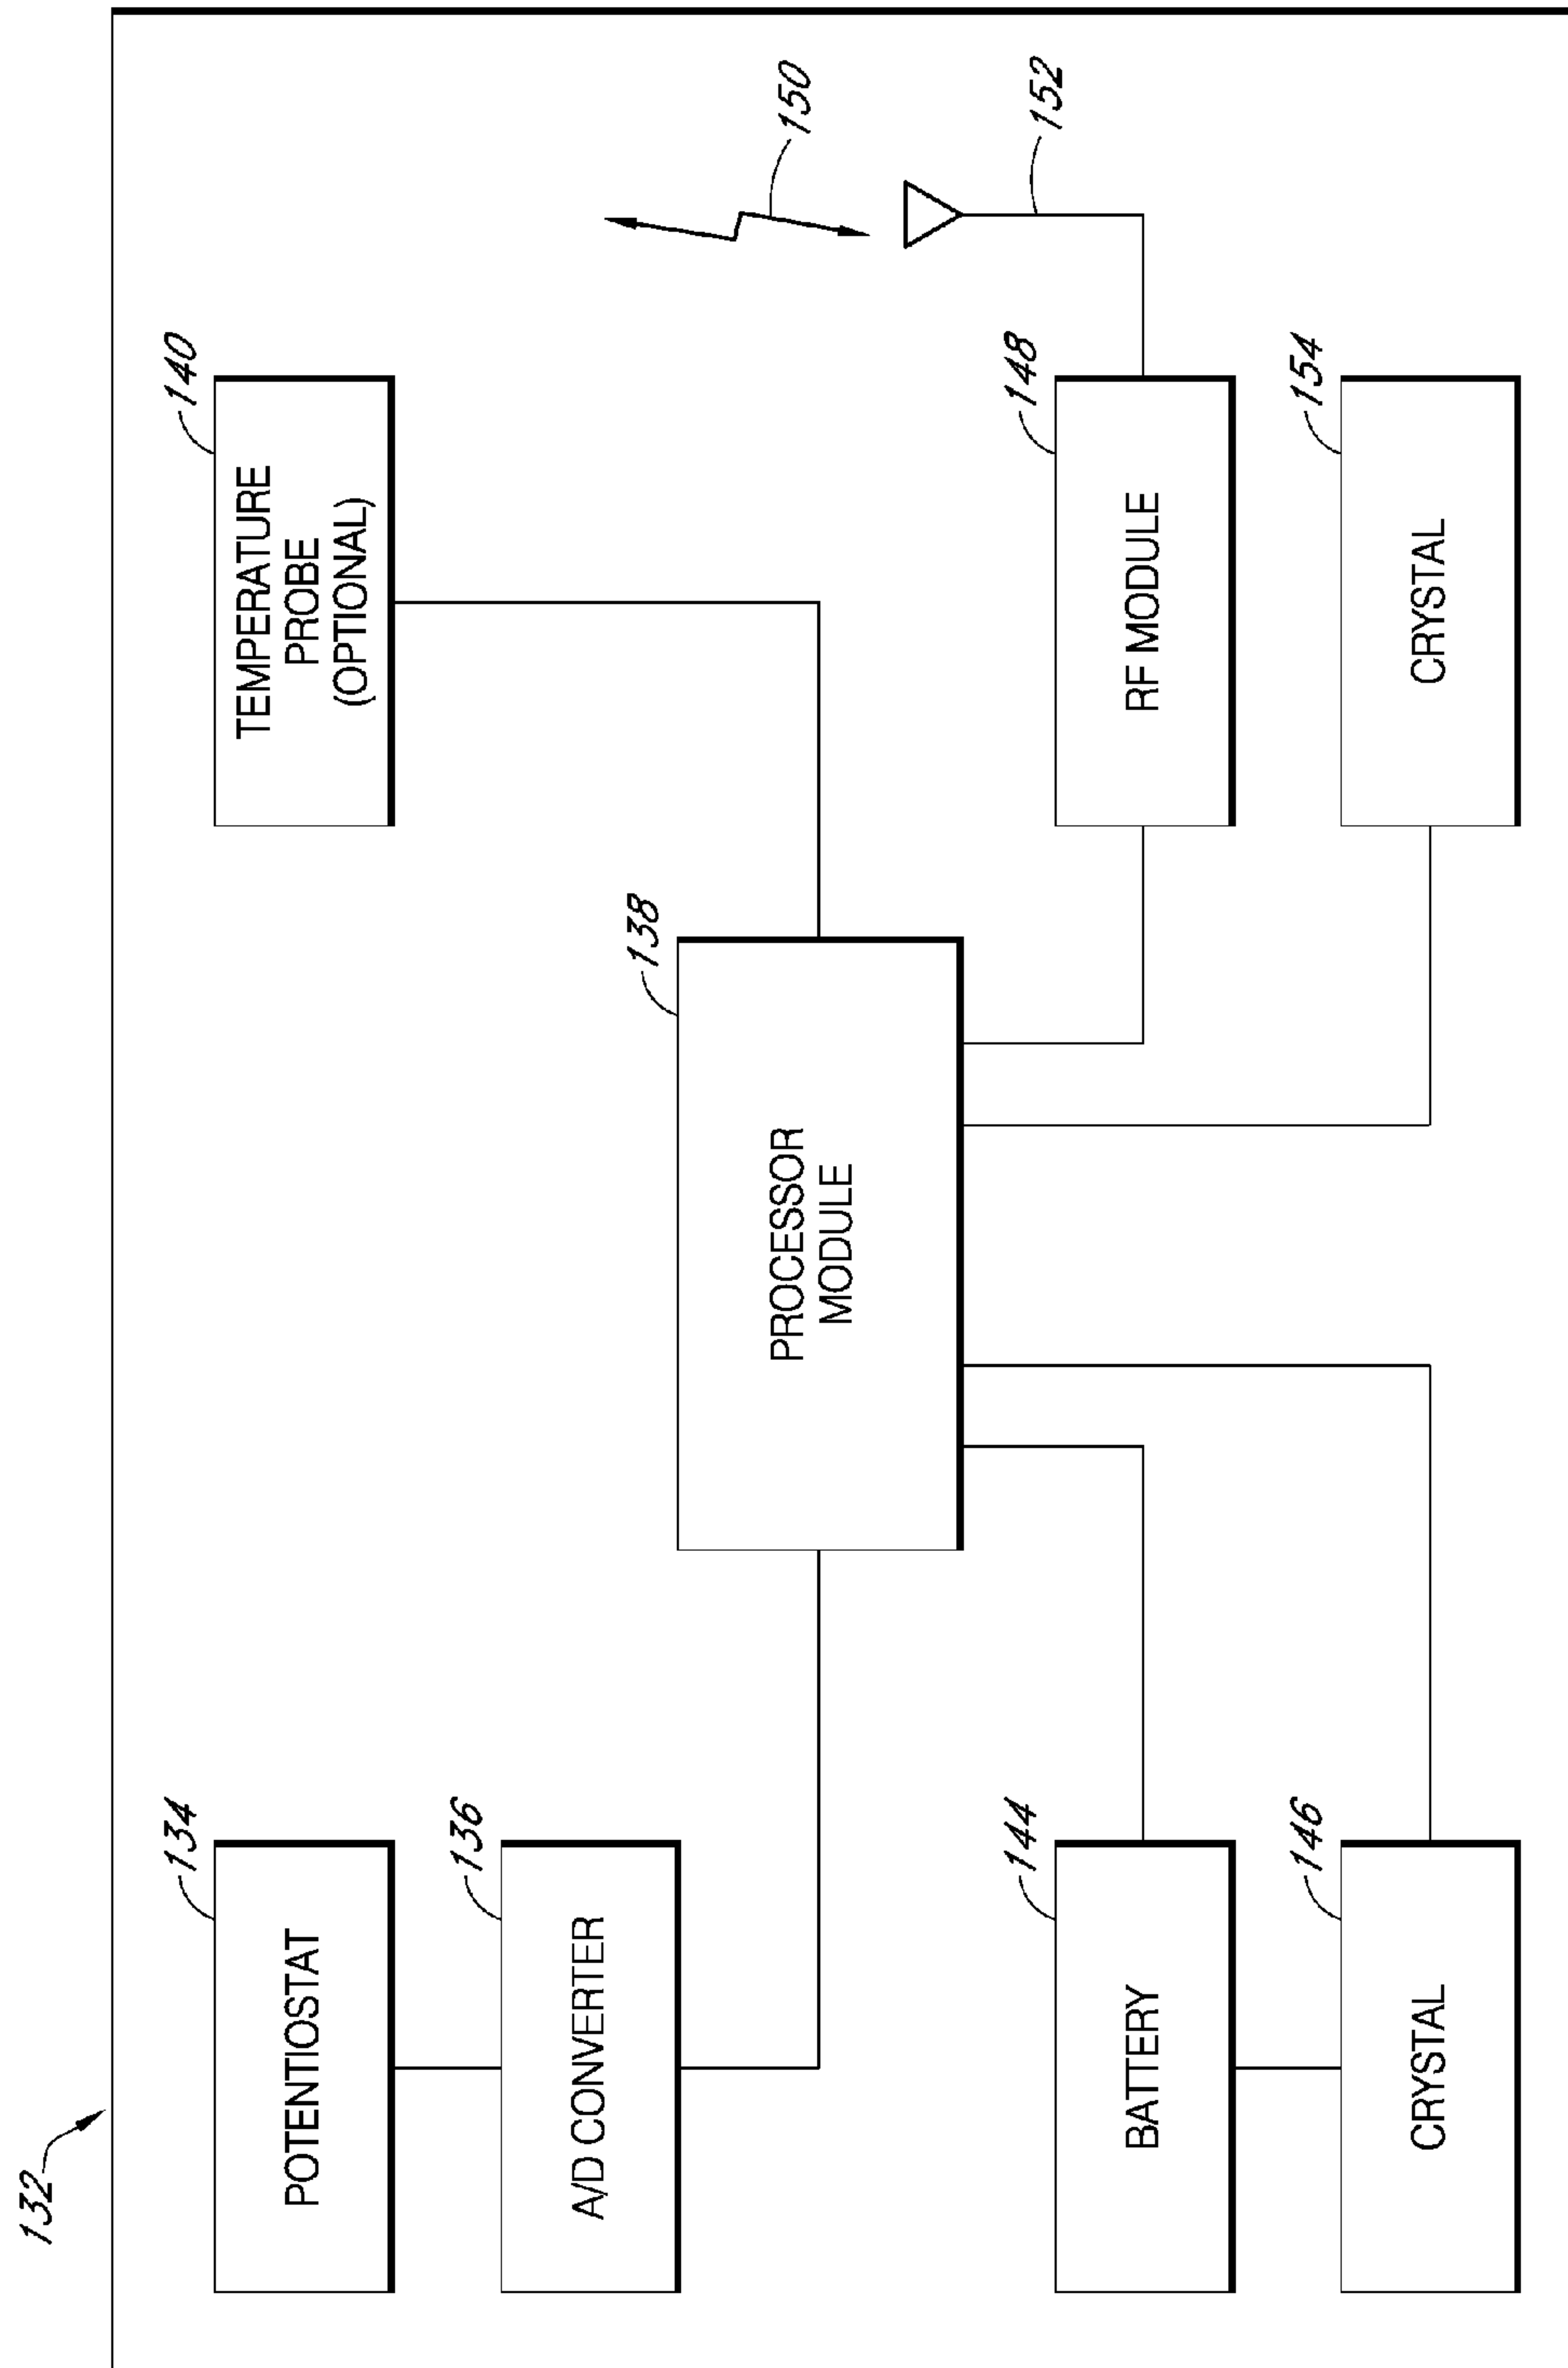 132
134
POTENTIOSTAT
136
A/D CONVERTER
138
PROCESSOR
MODULE
140
TEMPERATURE
PROBE
(OPTIONAL)
150
152
144
BATTERY
146
CRYSTAL
148
RF MODULE
154
CRYSTAL